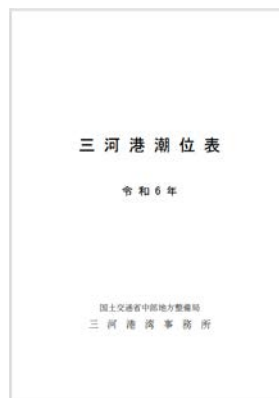 三河港潮位表
令和6年
国土交通省中部地方整備局
三河港湾事務所